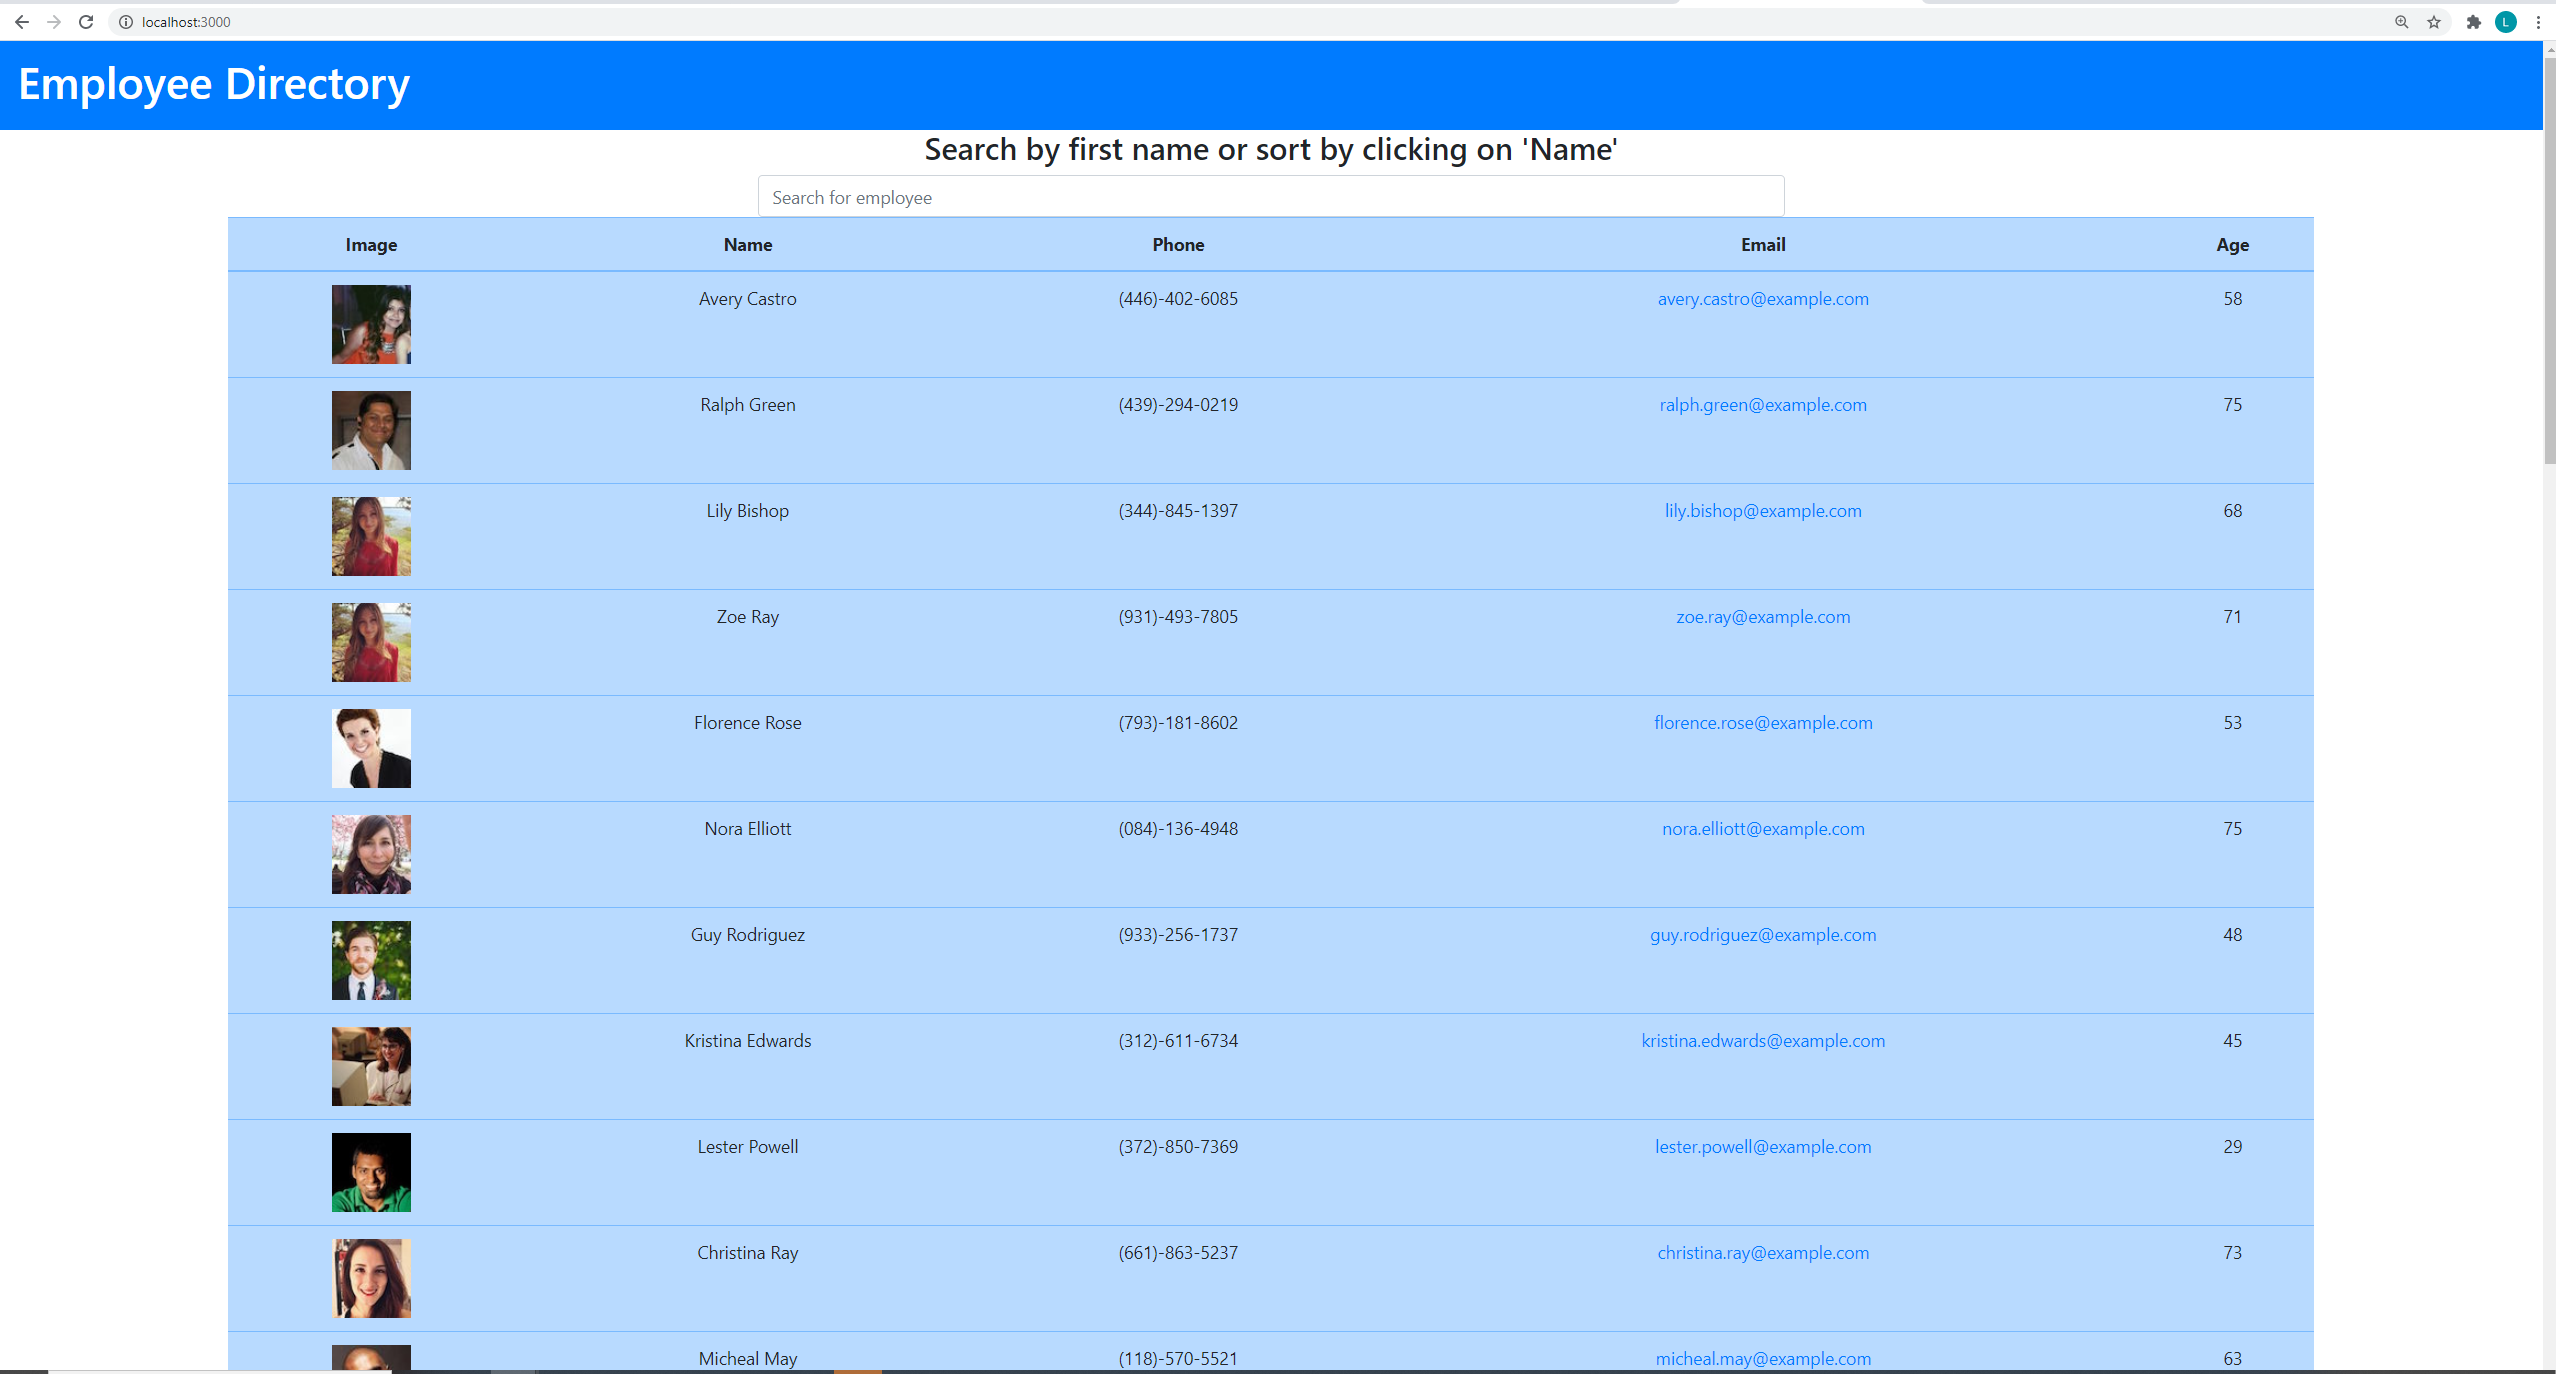 localhost:3000
L
Employee Directory
Search by first name or sort by clicking on 'Name'
Search for employee
Image Name Phone Email Age
Avery Castro (446)-402-6085 avery.castro@example.com 58
Ralph Green (439)-294-0219 ralph.green@example.com 75
Lily Bishop (344)-845-1397 lily.bishop@example.com 68
Zoe Ray (931)-493-7805 zoe.ray@example.com 71
Florence Rose (793)-181-8602 florence.rose@example.com 53
Nora Elliott (084)-136-4948 nora.elliott@example.com 75
Guy Rodriguez (933)-256-1737 guy.rodriguez@example.com 48
Kristina Edwards (312)-611-6734 kristina.edwards@example.com 45
Lester Powell (372)-850-7369 lester.powell@example.com 29
Christina Ray (661)-863-5237 christina.ray@example.com 73
Micheal May (118)-570-5521 micheal.may@example.com 63